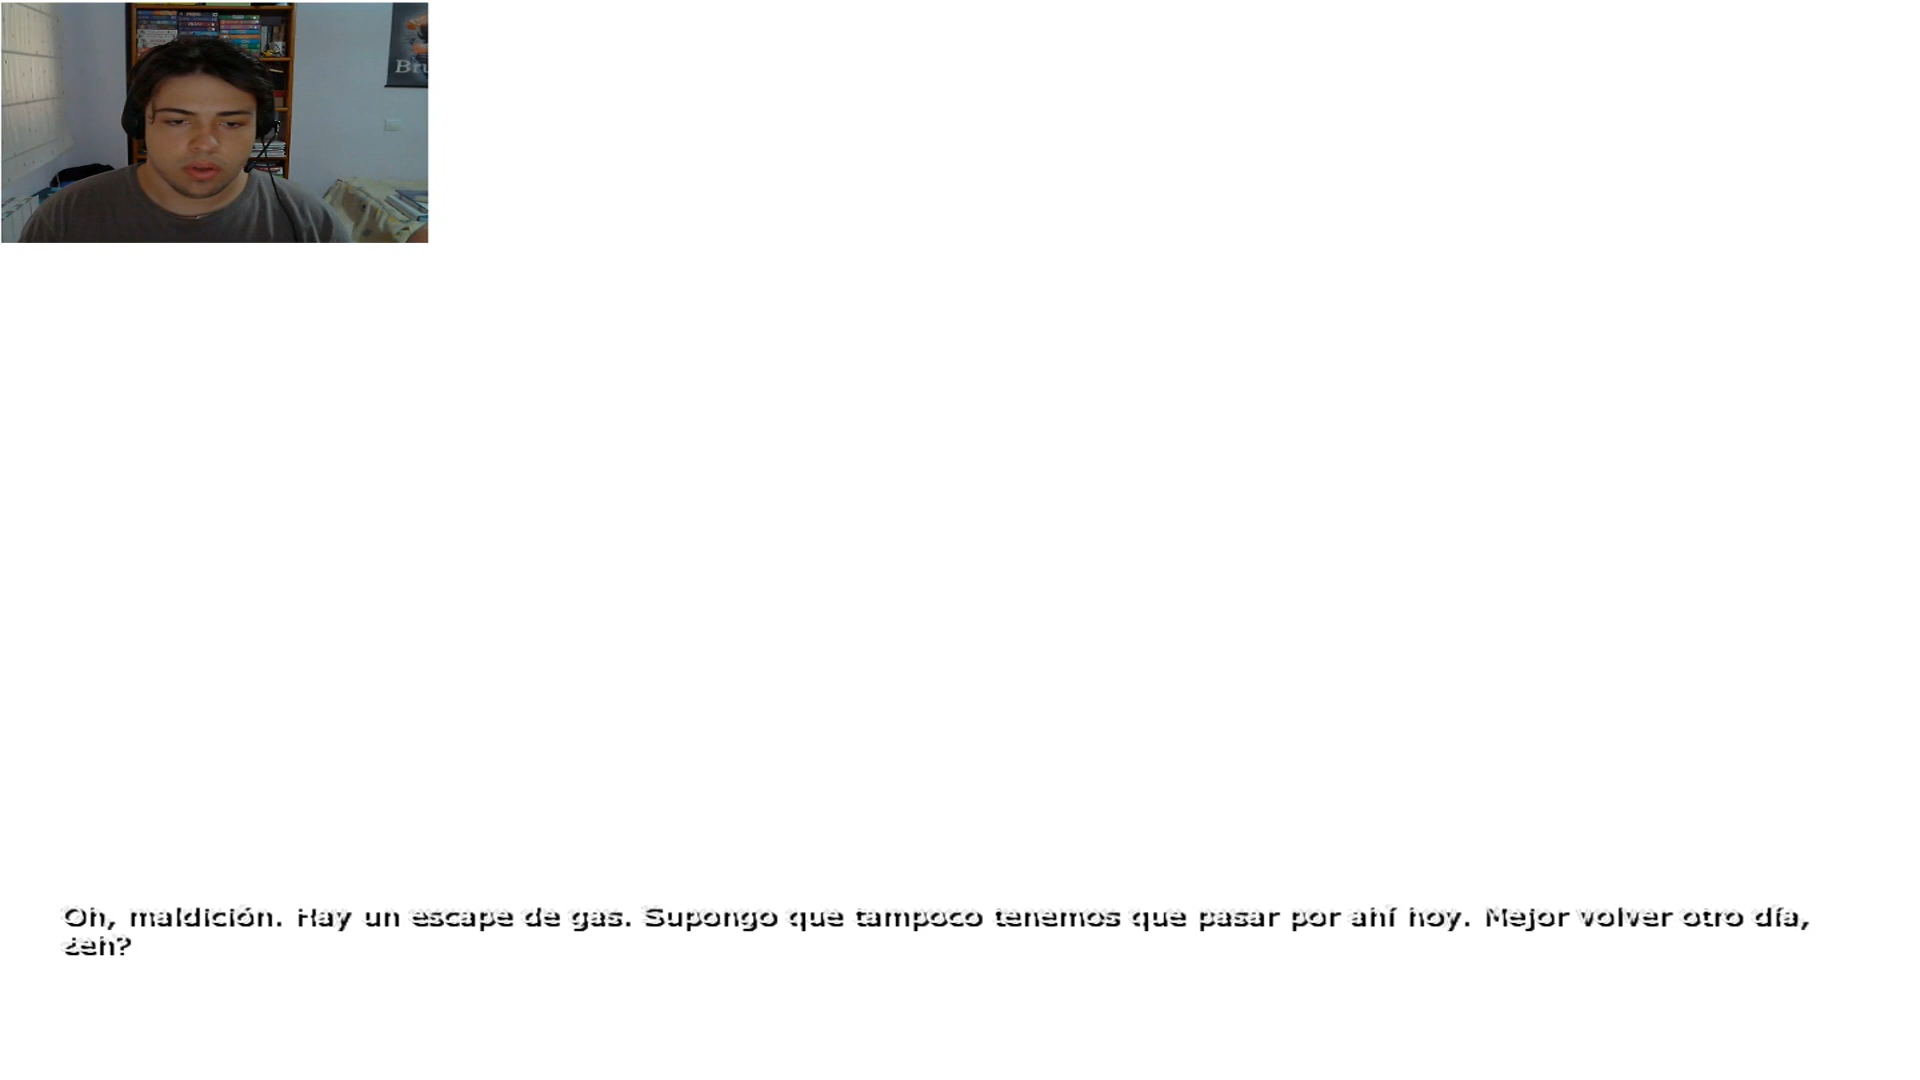 Bru
Oh, maldición. Hay un escape de gas. Supongo que tampoco tenemos que pasar por ahí hoy. Mejor volver otro día,
¿eh?